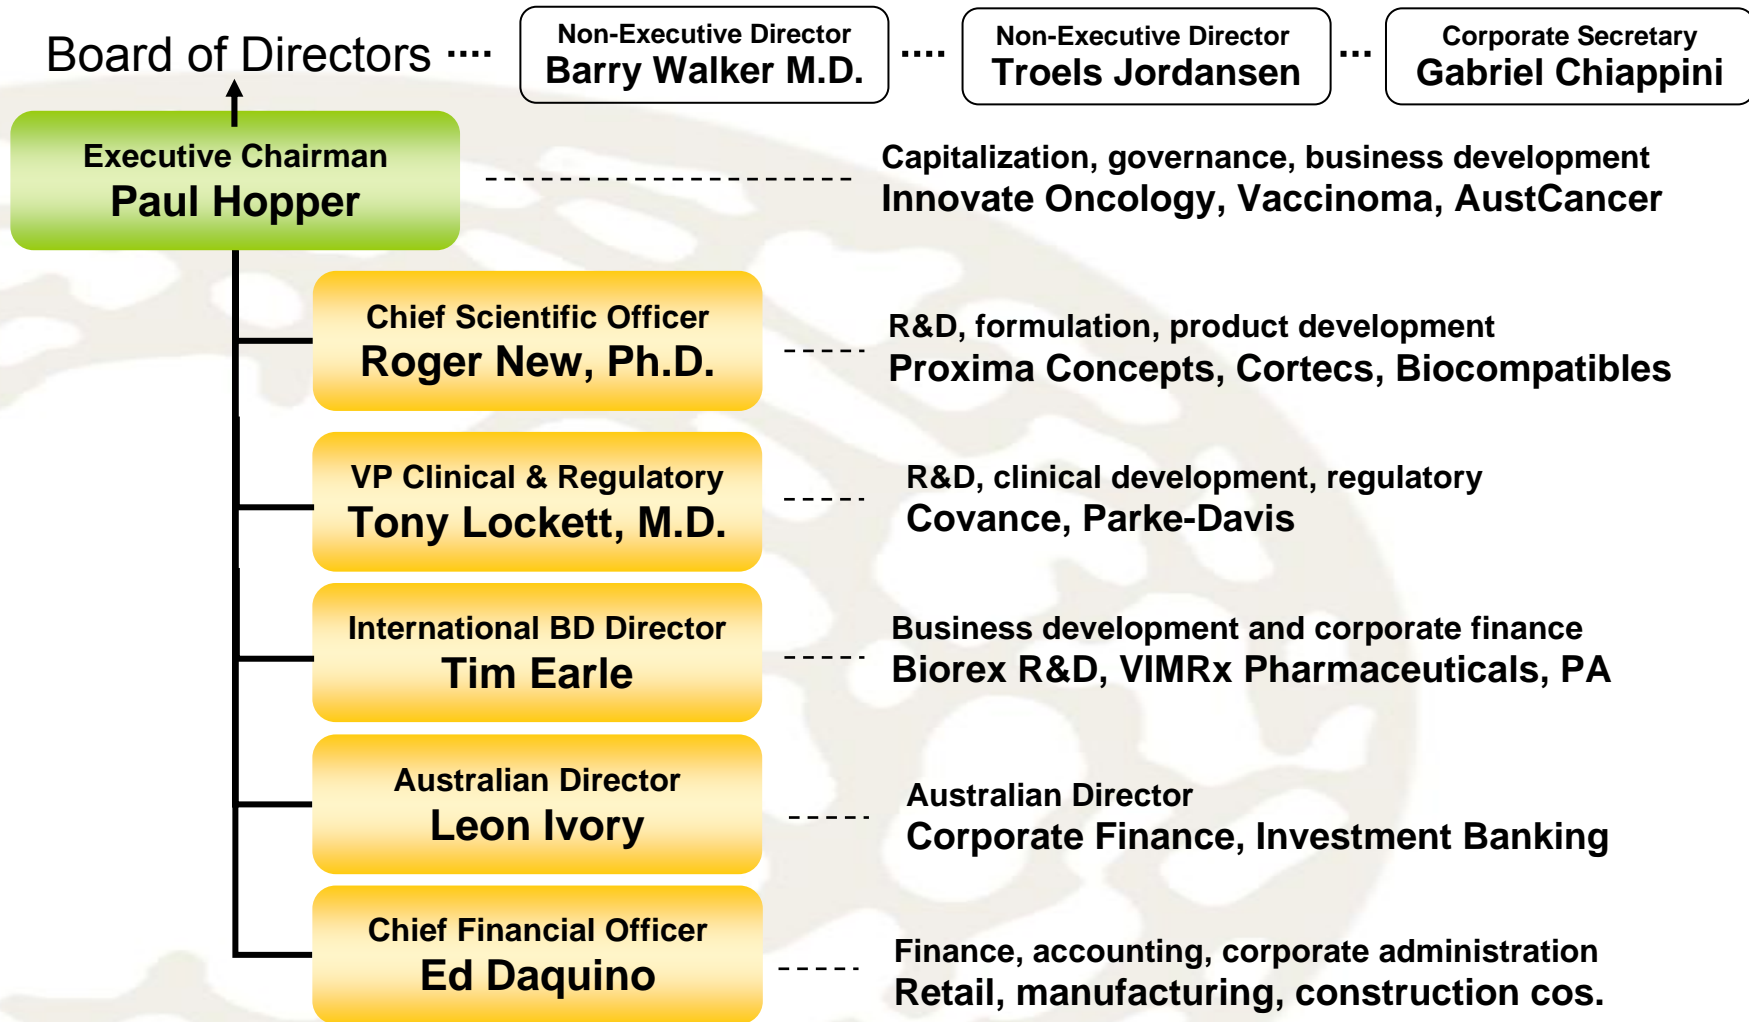 Board of Directors ....
Non-Executive Director
Barry Walker M.D.
....
Non-Executive Director
Troels Jordansen
...
Corporate Secretary
Gabriel Chiappini
Executive Chairman
Paul Hopper
Capitalization, governance, business development
Innovate Oncology, Vaccinoma, AustCancer
Chief Scientific Officer
Roger New, Ph.D.
R&D, formulation, product development
Proxima Concepts, Cortecs, Biocompatibles
VP Clinical & Regulatory
Tony Lockett, M.D.
R&D, clinical development, regulatory
Covance, Parke-Davis
International BD Director
Tim Earle
Business development and corporate finance
Biorex R&D, VIMRx Pharmaceuticals, PA
Australian Director
Leon Ivory
Australian Director
Corporate Finance, Investment Banking
Chief Financial Officer
Ed Daquino
Finance, accounting, corporate administration
Retail, manufacturing, construction cos.